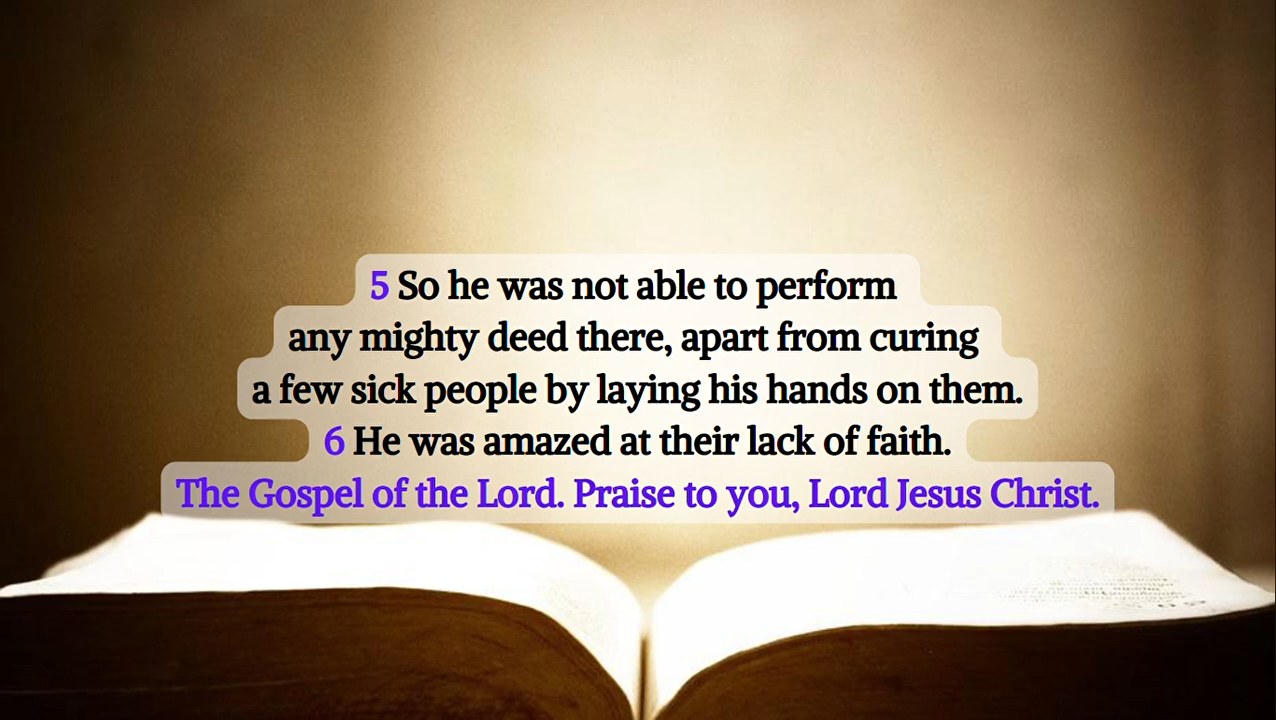 5 So he was not able to perform
any mighty deed there, apart from curing
a few sick people by laying his hands on them.
6 He was amazed at their lack of faith.
The Gospel of the Lord. Praise to you, Lord Jesus Christ.